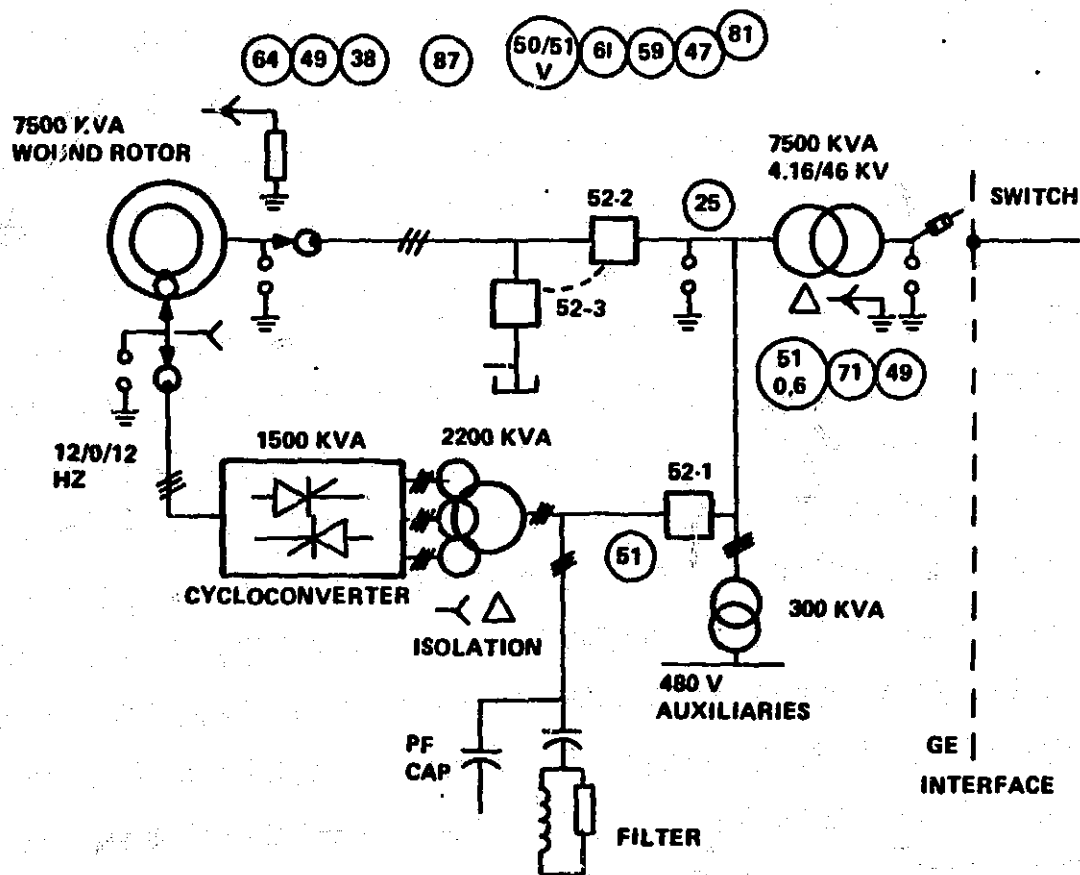 64 49 38 87 50/51 V 61 59 47 81
7500 KVA
WOUND ROTOR
7500 KVA
4.16/46 KV
SWITCH
52-2
25
52-3
51
0,6
71 49
12/0/12
HZ
1500 KVA
2200 KVA
52-1
51
CYCLOCONVERTER
ISOLATION
300 KVA
480 V
AUXILIARIES
PF
CAP
FILTER
GE
INTERFACE